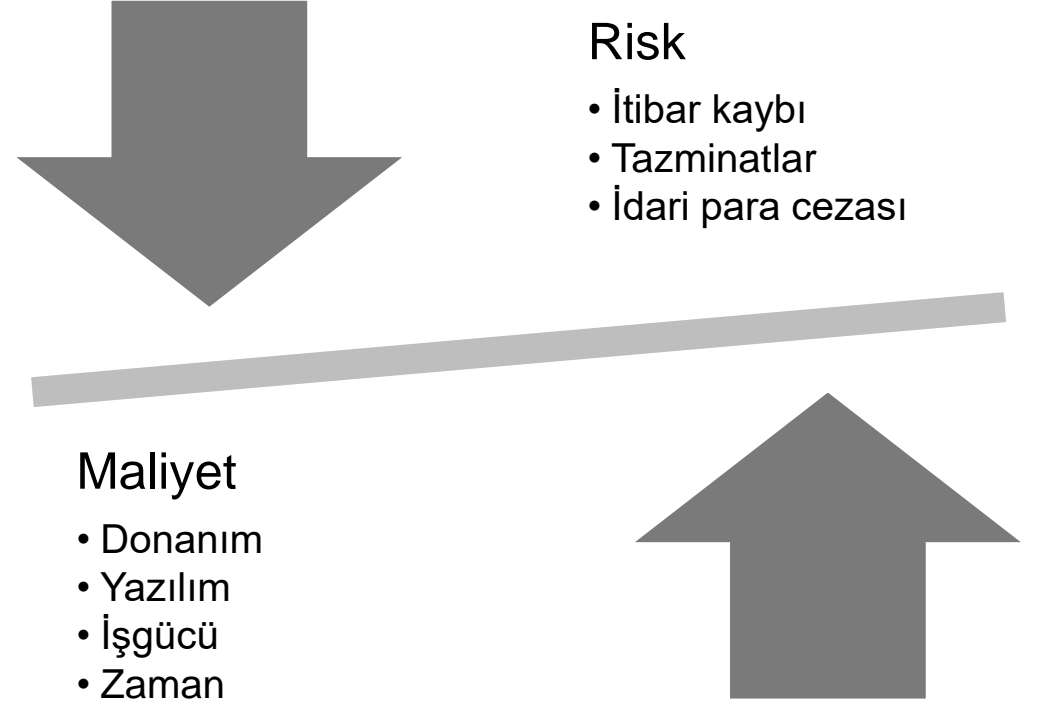 Risk
• İtibar kaybı
• Tazminatlar
• İdari para cezası
Maliyet
• Donanım
• Yazılım
• İşgücü
• Zaman